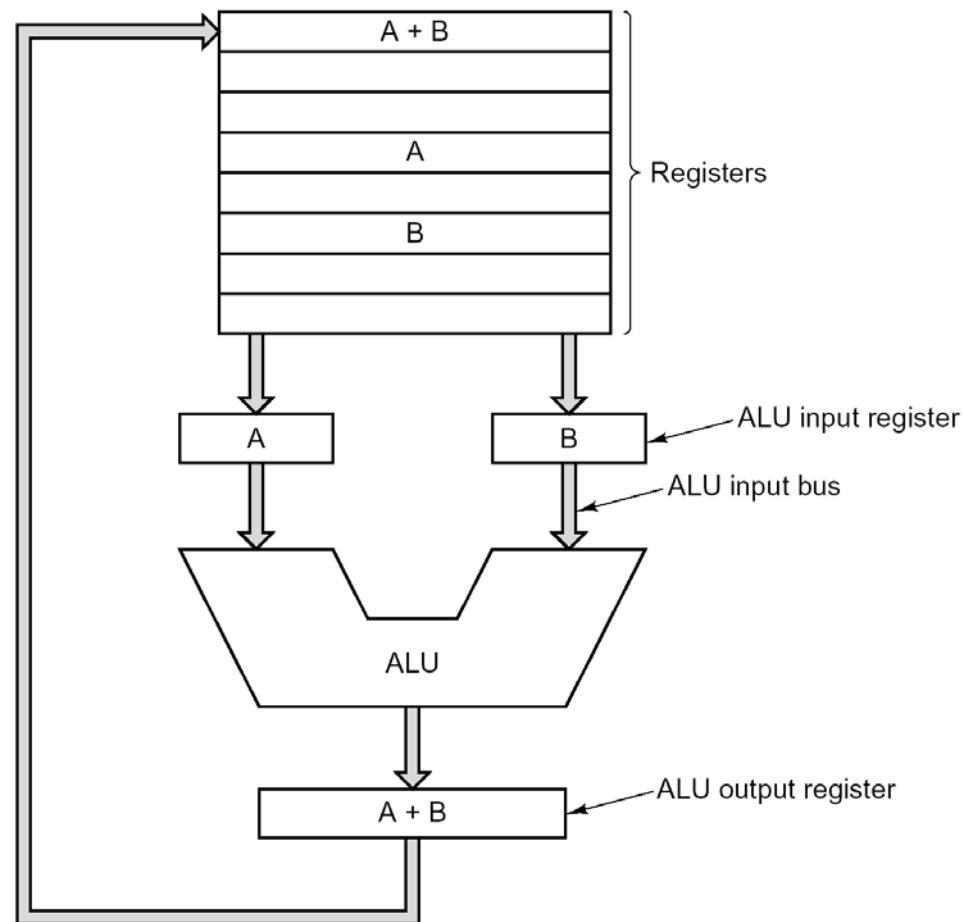 A + B
A
Registers
B
A
B
ALU input register
ALU input bus
ALU
A + B
ALU output register